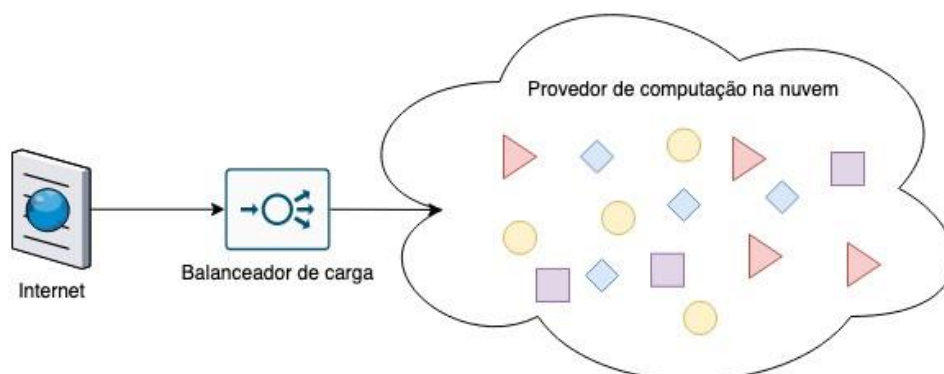 Provedor de computação na nuvem
Balanceador de carga
Internet